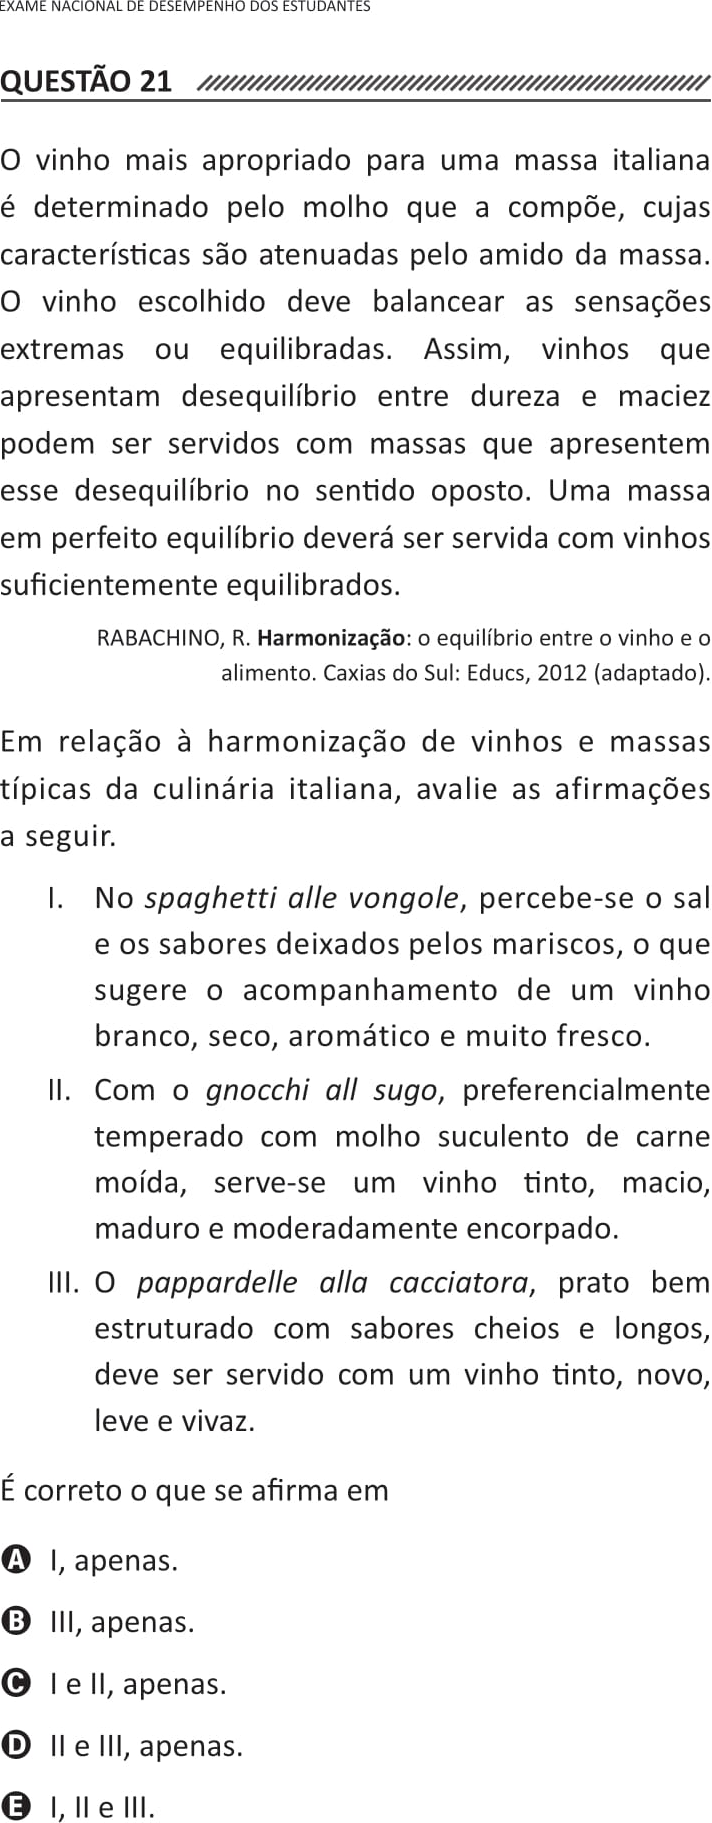 EXAME NACIONAL DE DESEMPENHO DOS ESTUDANTES
QUESTÃO 21
O vinho mais apropriado para uma massa italiana
é determinado pelo molho que a compõe, cujas
características são atenuadas pelo amido da massa.
O vinho escolhido deve balancear as sensações
extremas ou equilibradas. Assim, vinhos que
apresentam desequilíbrio entre dureza e maciez
podem ser servidos com massas que apresentem
esse desequilíbrio no sentido oposto. Uma massa
em perfeito equilíbrio deverá ser servida com vinhos
suficientemente equilibrados.
RABACHINO, R. Harmonização: o equilíbrio entre o vinho e o
alimento. Caxias do Sul: Educs, 2012 (adaptado).
Em relação à harmonização de vinhos e massas
típicas da culinária italiana, avalie as afirmações
a seguir.
I. No spaghetti alle vongole, percebe-se o sal
e os sabores deixados pelos mariscos, o que
sugere o acompanhamento de um vinho
branco, seco, aromático e muito fresco.
II. Com o gnocchi all sugo, preferencialmente
temperado com molho suculento de carne
moída, serve-se um vinho tinto, macio,
maduro e moderadamente encorpado.
III. O pappardelle alla cacciatora, prato bem
estruturado com sabores cheios e longos,
deve ser servido com um vinho tinto, novo,
leve e vivaz.
É correto o que se afirma em
A I, apenas.
B III, apenas.
C I e II, apenas.
D II e III, apenas.
E I, II e III.